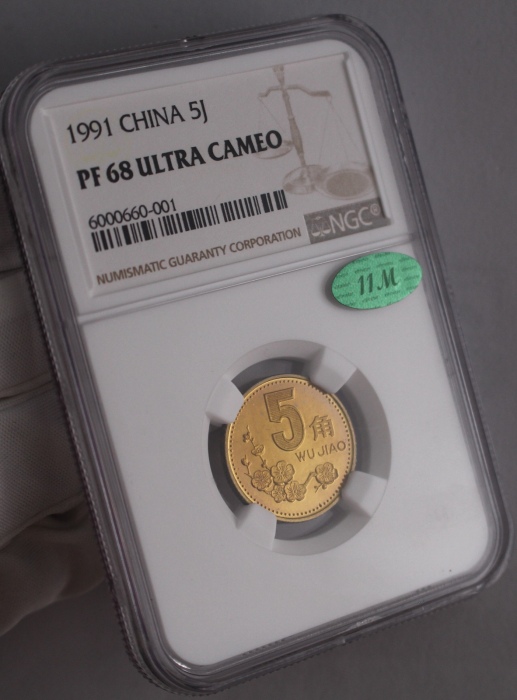 1991 CHINA 5J
PF 68 ULTRA CAMEO
6000660-001
NUMISMATIC GUARANTY CORPORATION
NGC
11M
5角
WU JIAO